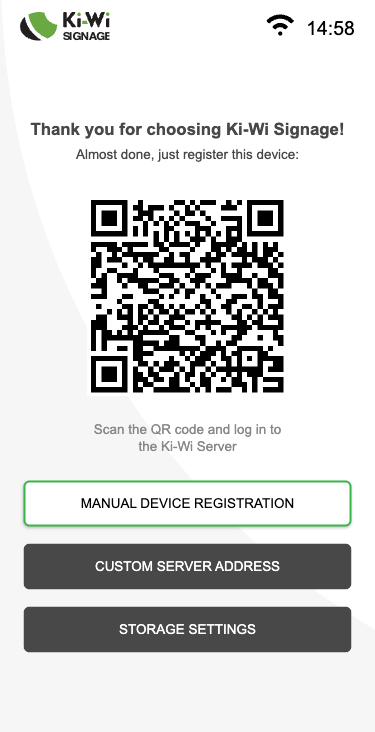 Ki-Wi
SIGNAGE
14:58
Thank you for choosing Ki-Wi Signage!
Almost done, just register this device:
Scan the QR code and log in to
the Ki-Wi Server
MANUAL DEVICE REGISTRATION
CUSTOM SERVER ADDRESS
STORAGE SETTINGS